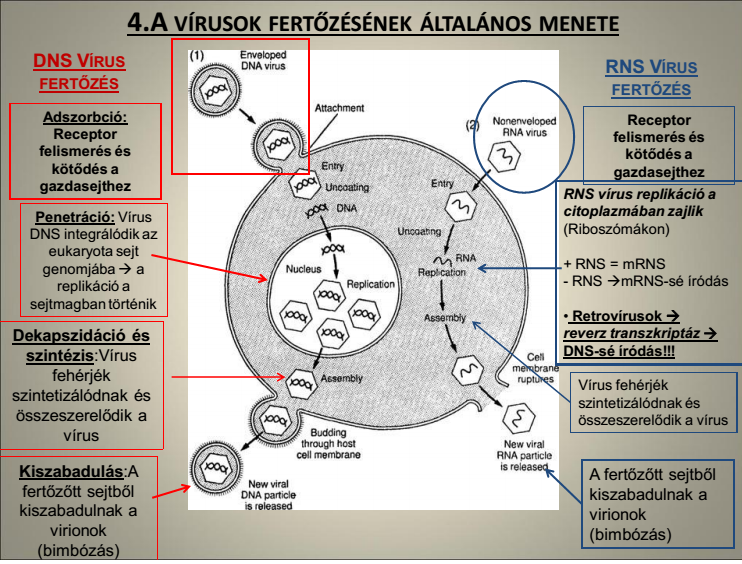 4.A VÍRUSOK FERTŐZÉSÉNEK ÁLTALÁNOS MENETE
DNS VÍRUS
FERTŐZÉS
Adszorbció:
Receptor
felismerés és
kötődés a
gazdasejthez
Penetráció: Vírus
DNS integrálódik az
eukaryota sejt
genomjába → a
replikáció a
sejtmagban történik
Dekapszidáció és
szintézis:Vírus
fehérjék
szintetizálódnak és
összeszerelődik a
vírus
Kiszabadulás:A
fertőzött sejtből
kiszabadulnak a
virionok
(bimbózás)
(1)
Enveloped
DNA virus
Attachment
Entry
Uncoating
DNA
Nucleus
Replication
Assembly
Budding
through host
cell membrane
New viral
DNA particle
is released
(2)
Nonenveloped
RNA virus
Entry
Uncoating
RNA
Replication
Assembly
Cell
membrane
ruptures
New viral
RNA particle
is released
RNS VÍRUS
FERTŐZÉS
Receptor
felismerés és
kötődés a
gazdasejthez
RNS vírus replikáció a
citoplazmában zajlik
(Riboszómákon)
+ RNS = mRNS
- RNS →mRNS-sé íródás
• Retrovírusok →
reverz transzkriptáz →
DNS-sé íródás!!!
Vírus fehérjék
szintetizálódnak és
összeszerelődik a vírus
A fertőzőtt sejtből
kiszabadulnak a
virionok
(bimbózás)